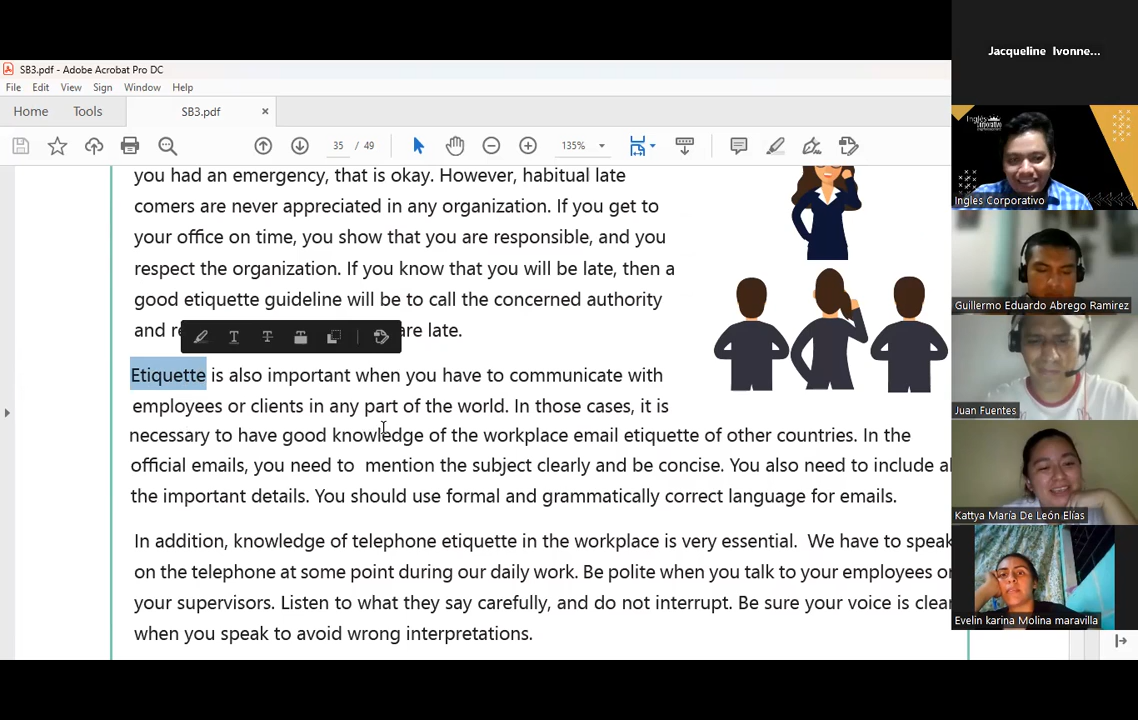 SB3.pdf - Adobe Acrobat Pro DC
File Edit View Sign Window Help
Home Tools SB3.pdf ×
35 / 49 135%
you had an emergency, that is okay. However, habitual late
comers are never appreciated in any organization. If you get to
your office on time, you show that you are responsible, and you
respect the organization. If you know that you will be late, then a
good etiquette guideline will be to call the concerned authority
and are late.
Etiquette is also important when you have to communicate with
employees or clients in any part of the world. In those cases, it is
necessary to have good knowledge of the workplace email etiquette of other countries. In the
official emails, you need to mention the subject clearly and be concise. You also need to include
the important details. You should use formal and grammatically correct language for emails.
In addition, knowledge of telephone etiquette in the workplace is very essential. We have to speak
on the telephone at some point during our daily work. Be polite when you talk to your employees
your supervisors. Listen to what they say carefully, and do not interrupt. Be sure your voice is clear
when you speak to avoid wrong interpretations.
Jacqueline Ivonne...
Inglés Corporativo
Inglés Corporativo
Guillermo Eduardo Abrego Ramirez
Juan Fuentes
Kattya María De León Elías
Evelin karina Molina maravilla